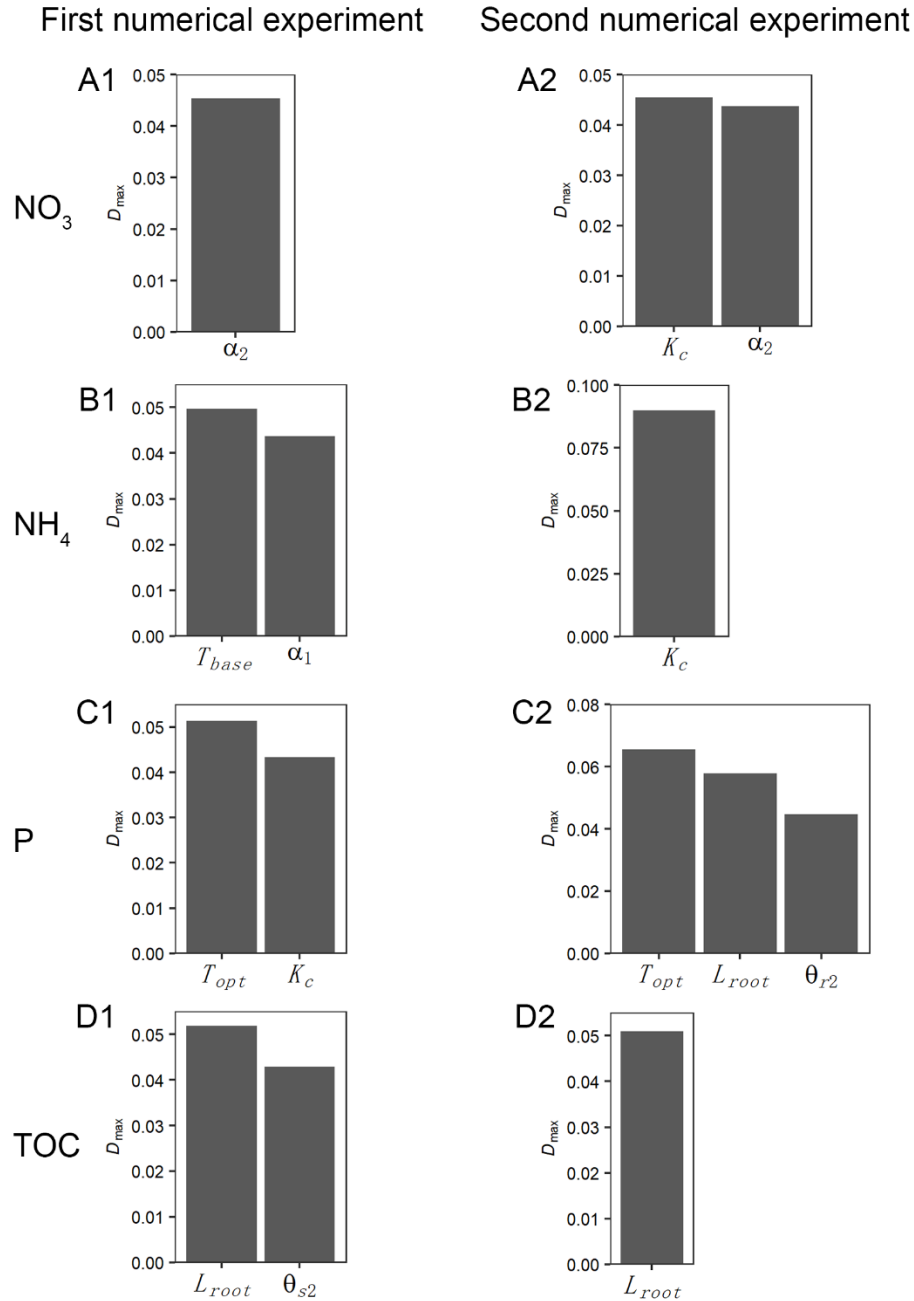 First numerical experiment
Second numerical experiment
A1
0.05
0.04
0.03
0.02
0.01
0.00
D_max
α_2
NO_3
A2
0.05
0.04
0.03
0.02
0.01
0.00
D_max
K_c α_2
B1
0.05
0.04
0.03
0.02
0.01
0.00
D_max
T_base α_1
NH_4
B2
0.100
0.075
0.050
0.025
0.000
D_max
K_c
C1
0.05
0.04
0.03
0.02
0.01
0.00
D_max
T_opt K_c
P
C2
0.08
0.06
0.04
0.02
0.00
D_max
T_opt L_root θ_r2
D1
0.05
0.04
0.03
0.02
0.01
0.00
D_max
L_root θ_s2
TOC
D2
0.05
0.04
0.03
0.02
0.01
0.00
D_max
L_root